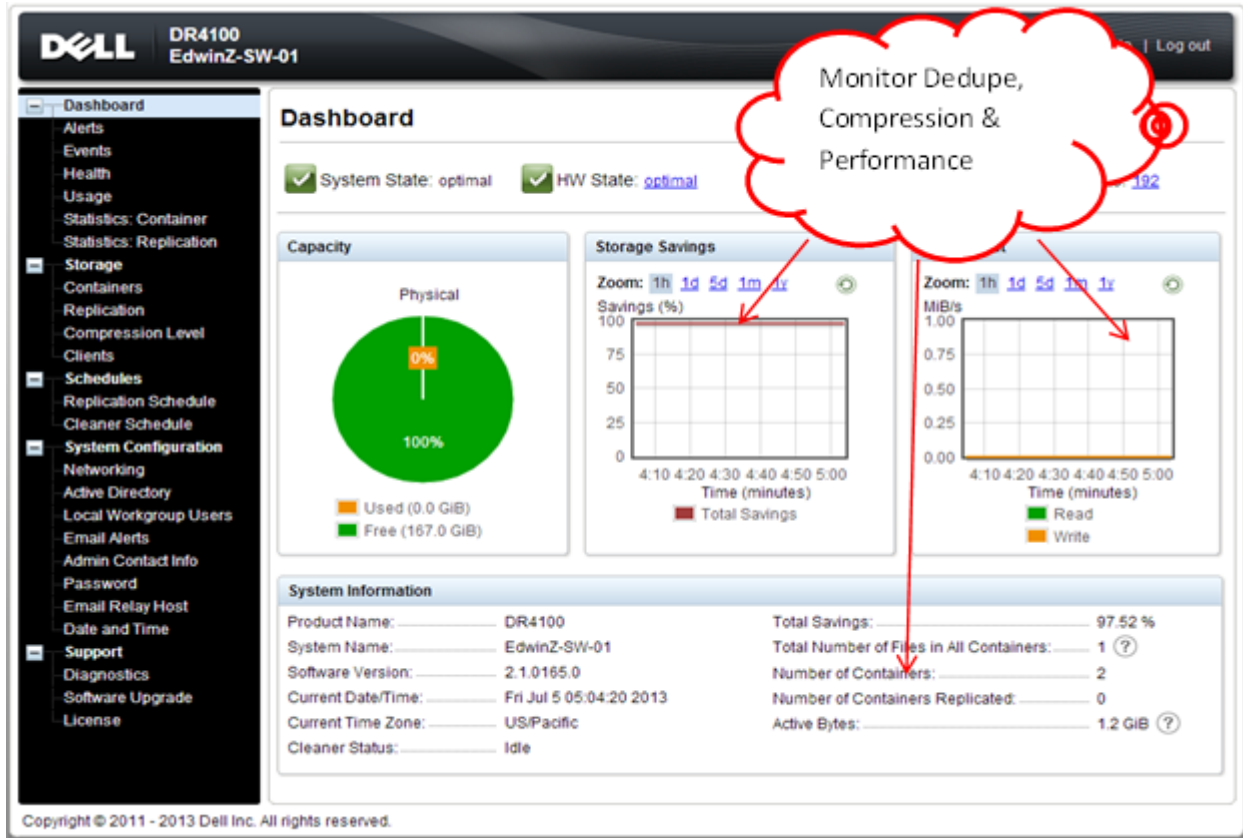 DELL
DR4100
EdwinZ-SW-01
| Log out
Monitor Dedupe,
Compression &
Performance
Dashboard
Alerts
Events
Health
Usage
Statistics: Container
Statistics: Replication
Storage
Containers
Replication
Compression Level
Clients
Schedules
Replication Schedule
Cleaner Schedule
System Configuration
Networking
Active Directory
Local Workgroup Users
Email Alerts
Admin Contact Info
Password
Email Relay Host
Date and Time
Support
Diagnostics
Software Upgrade
License
Dashboard
System State: optimal HW State: optimal 192
Capacity
Physical
0%
100%
Used (0.0 GiB)
Free (167.0 GiB)
Storage Savings
Zoom: 1h 1d 5d 1m 1y
Savings (%)
100
75
50
25
0
4:10 4:20 4:30 4:40 4:50 5:00
Time (minutes)
Total Savings
Zoom: 1h 1d 5d 1m 1y
MiB/s
1.00
0.75
0.50
0.25
0.00
4:10 4:20 4:30 4:40 4:50 5:00
Time (minutes)
Read
Write
System Information
Product Name: DR4100
System Name: EdwinZ-SW-01
Software Version: 2.1.0165.0
Current Date/Time: Fri Jul 5 05:04:20 2013
Current Time Zone: US/Pacific
Cleaner Status: Idle
Total Savings: 97.52 %
Total Number of Files in All Containers: 1 ?
Number of Containers: 2
Number of Containers Replicated: 0
Active Bytes: 1.2 GiB ?
Copyright © 2011 - 2013 Dell Inc. All rights reserved.